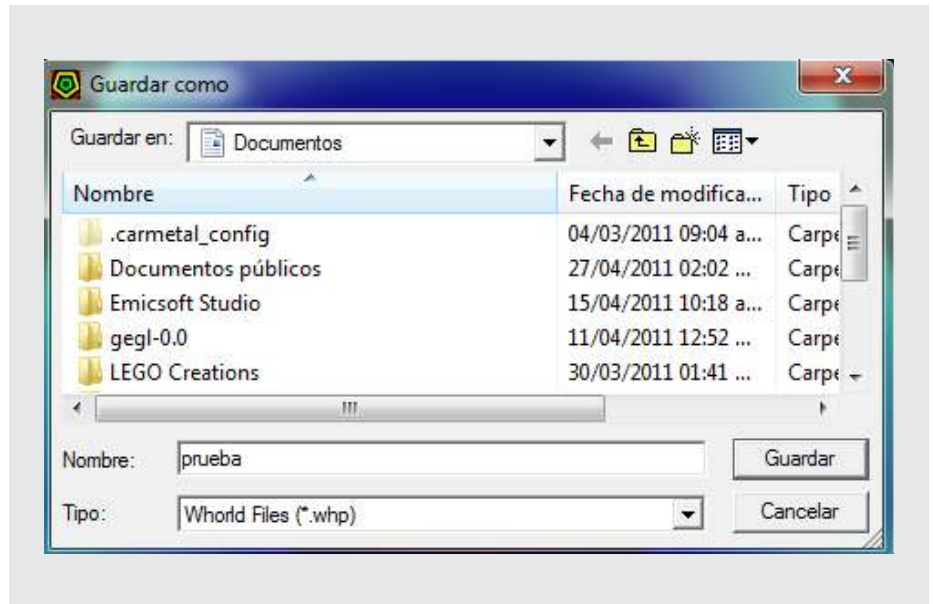 Guardar como
Guardar en: Documentos
Nombre Fecha de modifica... Tipo
.carmetal_config 04/03/2011 09:04 a... Carpe
Documentos públicos 27/04/2011 02:02 ... Carpe
Emicsoft Studio 15/04/2011 10:18 a... Carpe
gegl-0.0 11/04/2011 12:52 ... Carpe
LEGO Creations 30/03/2011 01:41 ... Carpe
Nombre: prueba Guardar
Tipo: Whorld Files (*.whp) Cancelar